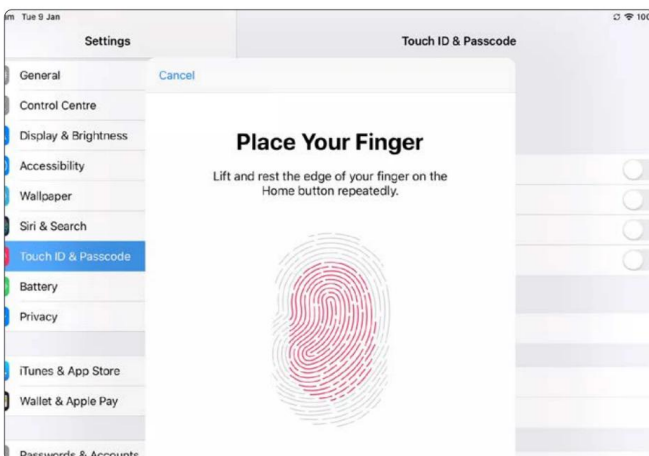 Tue 9 Jan
100
Settings
Touch ID & Passcode
General
Cancel
Control Centre
Display & Brightness
Place Your Finger
Accessibility
Lift and rest the edge of your finger on the
Home button repeatedly.
Wallpaper
Siri & Search
Touch ID & Passcode
Battery
Privacy
iTunes & App Store
Wallet & Apple Pay
Passwords & Accounts